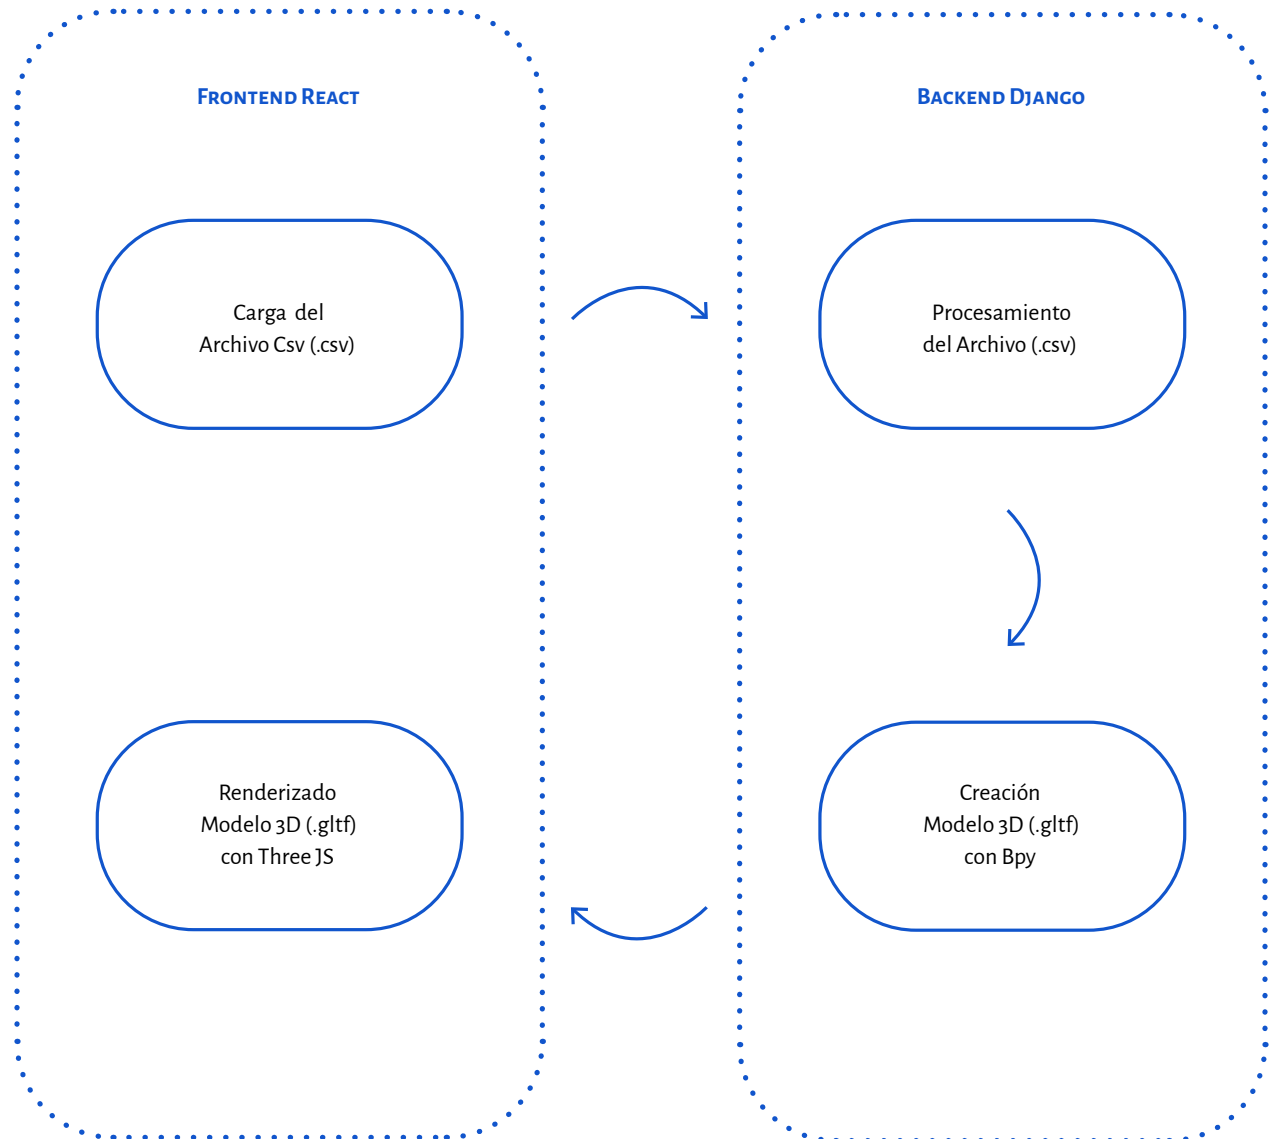 Frontend React
Carga del
Archivo Csv (.csv)
Renderizado
Modelo 3D (.gltf)
con Three JS
Backend Django
Procesamiento
del Archivo (.csv)
Creación
Modelo 3D (.gltf)
con Bpy